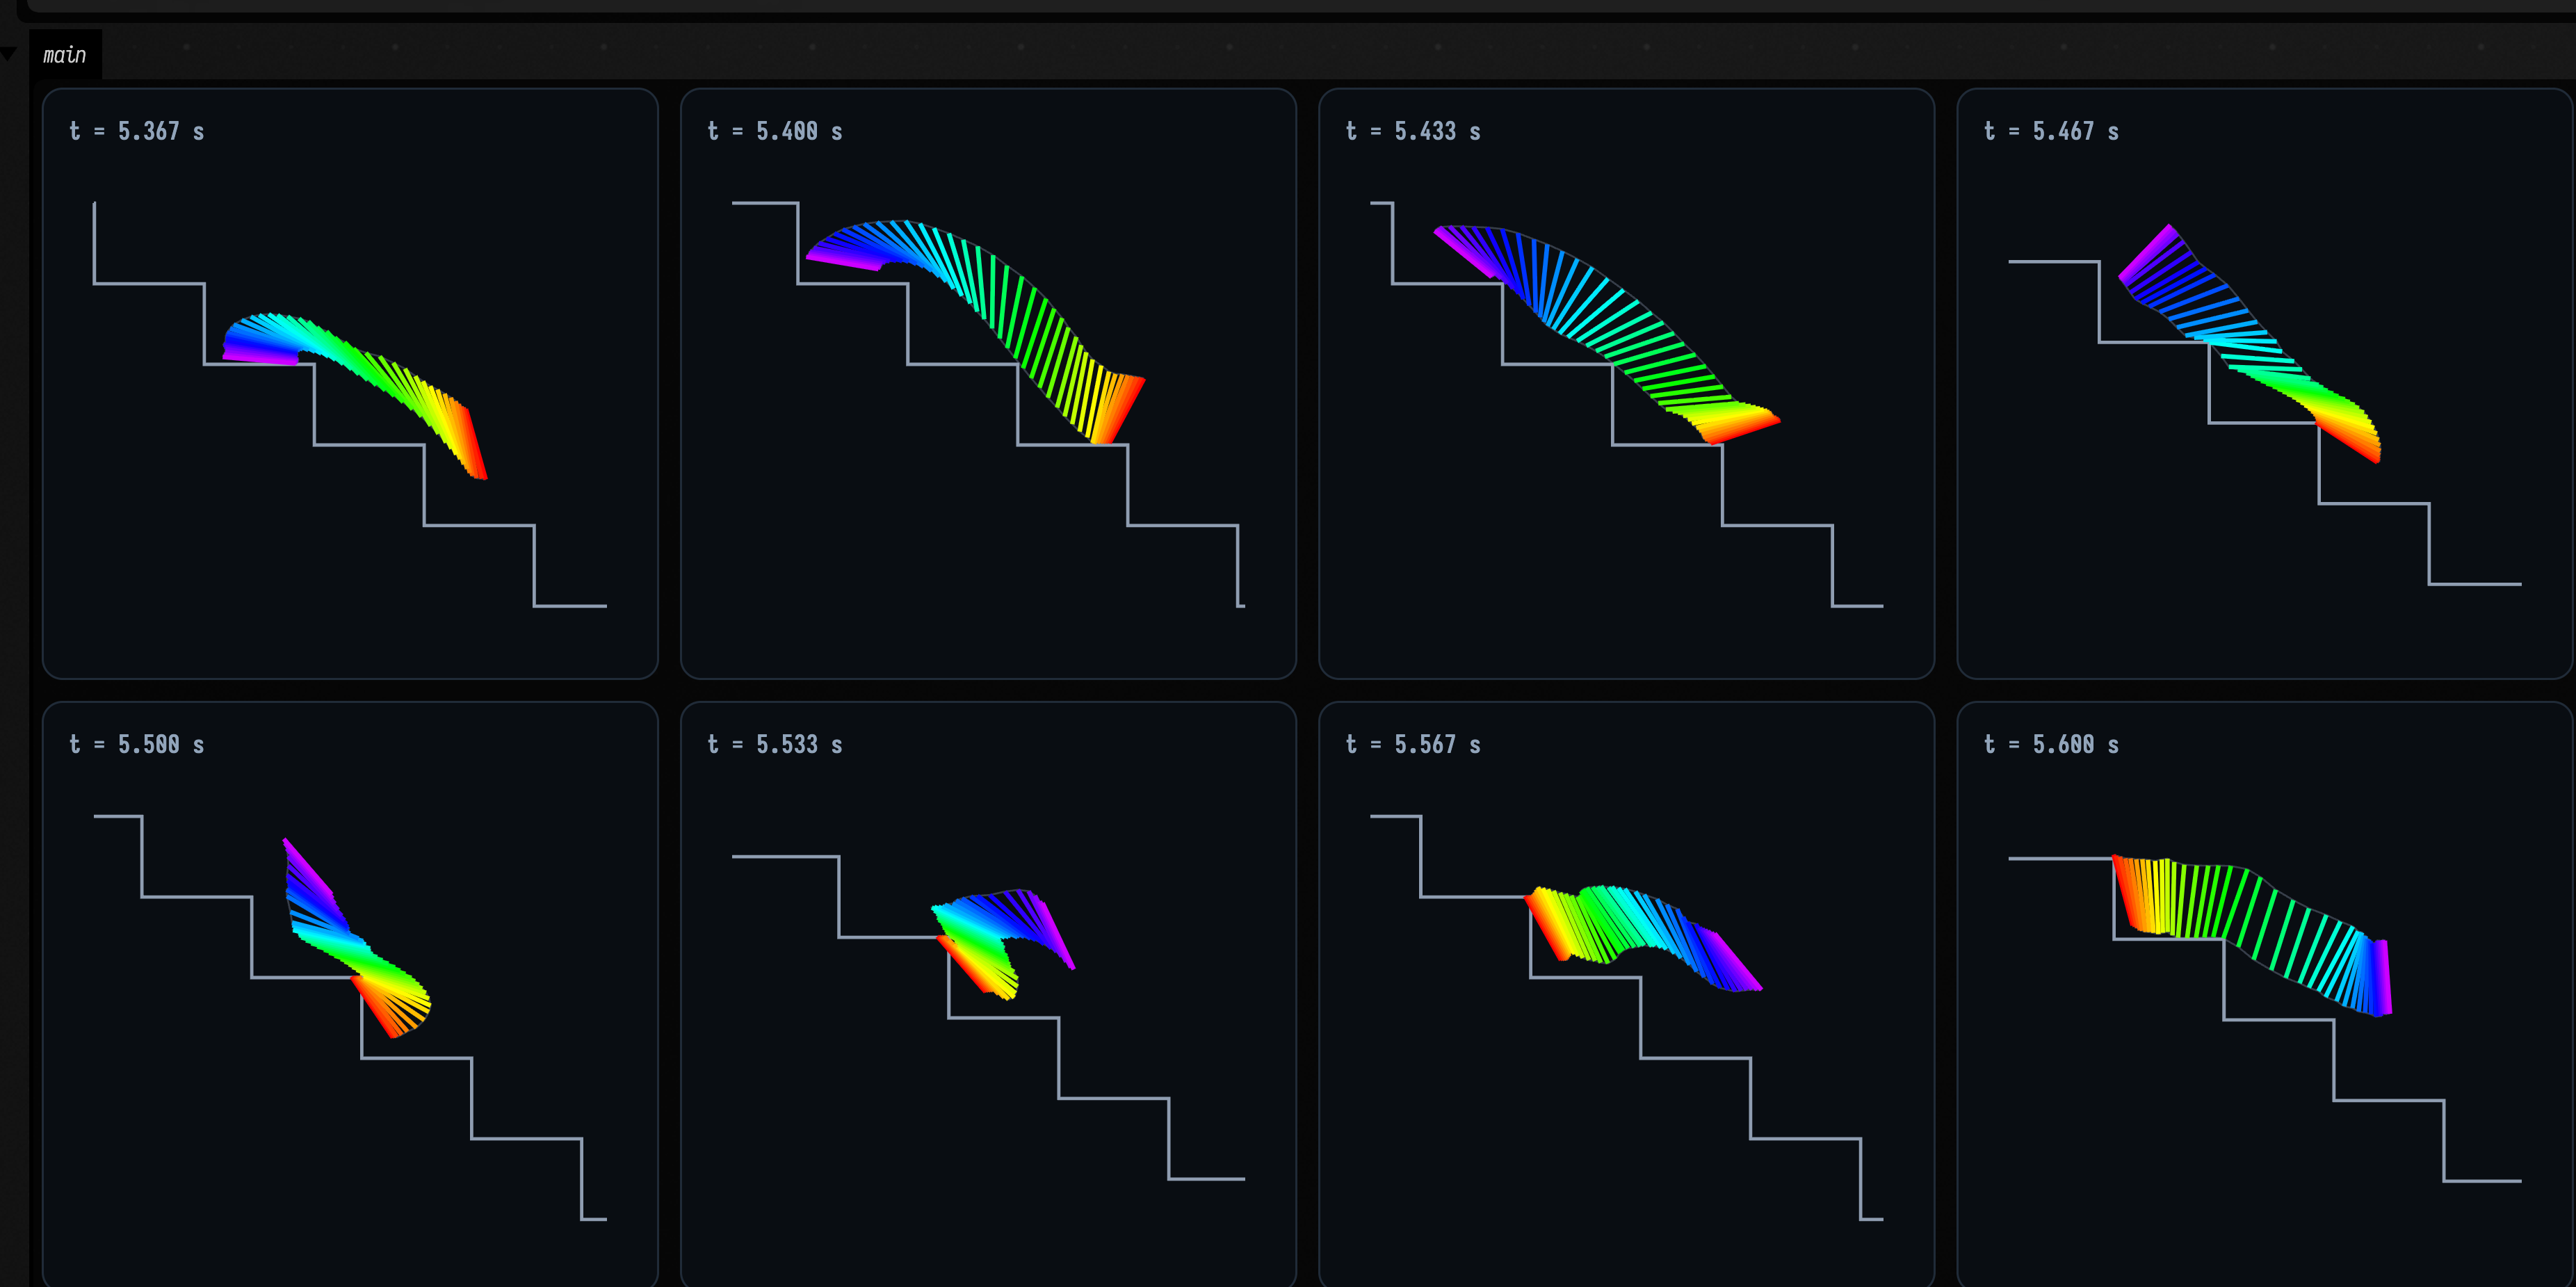 main
t = 5.367 s
t = 5.400 s
t = 5.433 s
t = 5.467 s
t = 5.500 s
t = 5.533 s
t = 5.567 s
t = 5.600 s